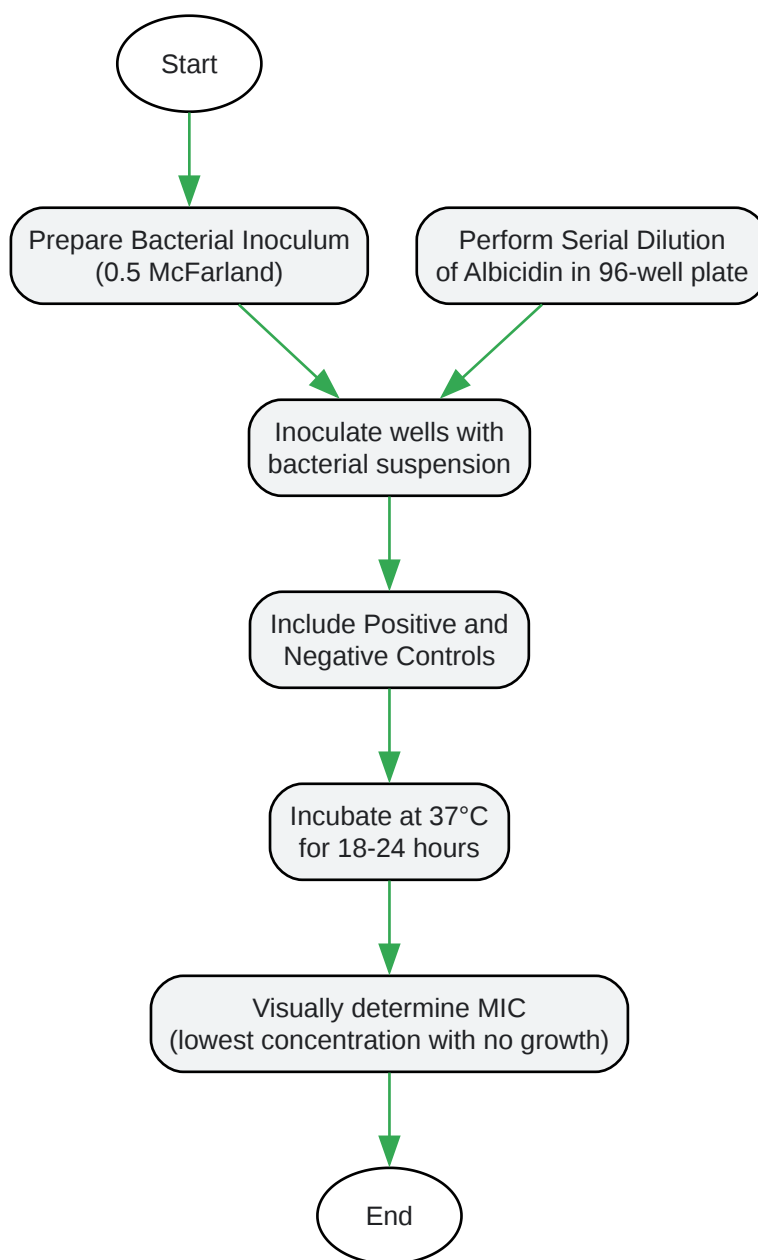 Start
Prepare Bacterial Inoculum
(0.5 McFarland)
Perform Serial Dilution
of Albicidin in 96-well plate
Inoculate wells with
bacterial suspension
Include Positive and
Negative Controls
Incubate at 37°C
for 18-24 hours
Visually determine MIC
(lowest concentration with no growth)
End